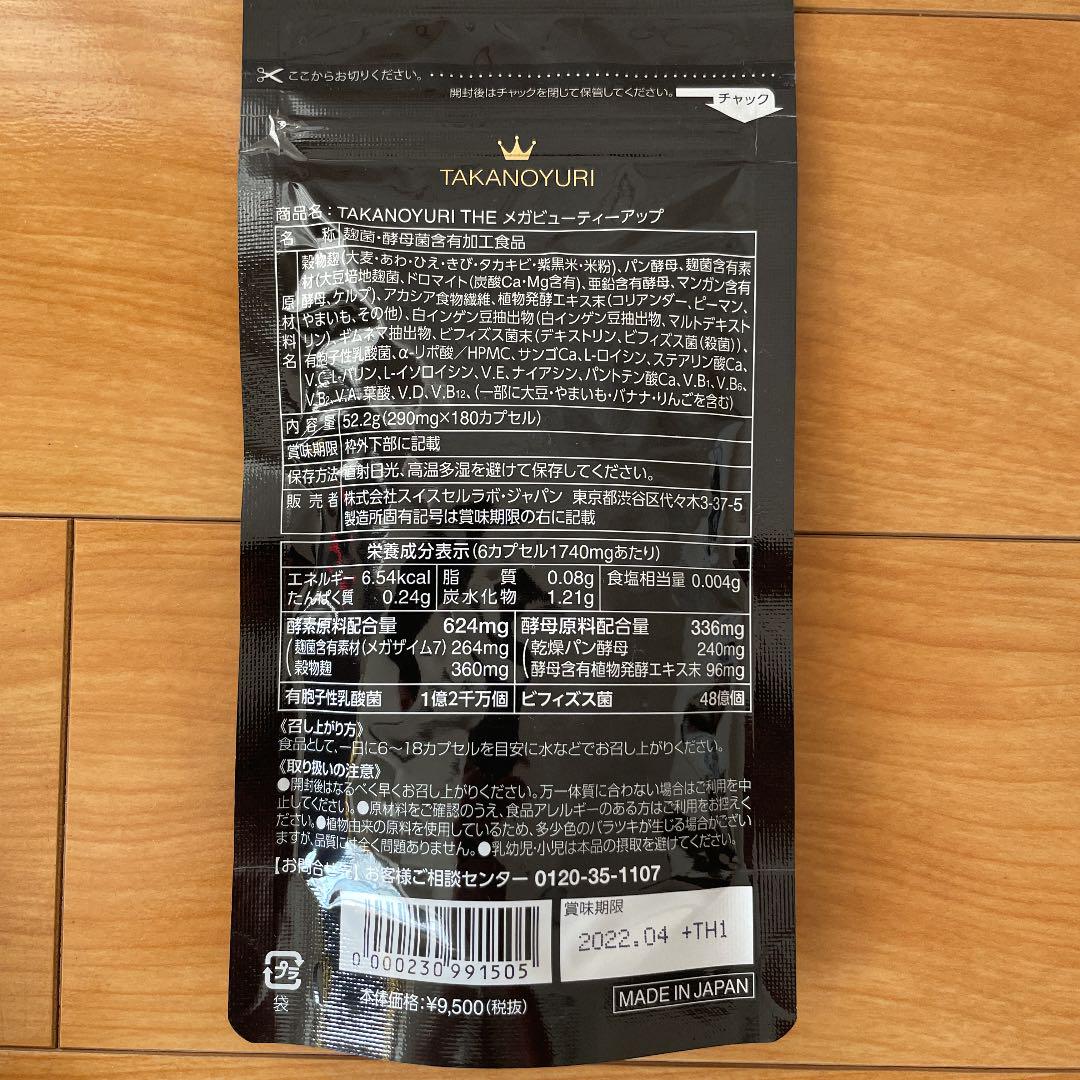 ここからお切りください。
開封後はチャックを閉じて保管してください。
チャック
TAKANOYURI
商品名：TAKANOYURI THE メガビューティーアップ
名称 麹菌・酵母菌含有加工食品
原材料名 穀物麹(大麦・あわ・ひえ・きび・タカキビ・紫黒米・米粉)、パン酵母、麹菌含有素
材(大豆培地麹菌、ドロマイト(炭酸Ca・Mg含有)、亜鉛含有酵母、マンガン含有
酵母、ケルプ)、アカシア食物繊維、植物発酵エキス末(コリアンダー、ピーマン、
やまいも、その他)、白インゲン豆抽出物(白インゲン豆抽出物、マルトデキスト
リン)、ギムネマ抽出物、ビフィズス菌末(デキストリン、ビフィズス菌(殺菌))、
有胞子性乳酸菌、α-リポ酸／HPMC、サンゴCa、L-ロイシン、ステアリン酸Ca、
V.C、L-バリン、L-イソロイシン、V.E、ナイアシン、パントテン酸Ca、V.B1、V.B6、
V.B2、V.A、葉酸、V.D、V.B12、(一部に大豆・やまいも・バナナ・りんごを含む)
内容量 52.2g(290mg×180カプセル)
賞味期限 枠外下部に記載
保存方法 直射日光、高温多湿を避けて保存してください。
販売者 株式会社スイスセルラボ・ジャパン 東京都渋谷区代々木3-37-5
製造所固有記号は賞味期限の右に記載
栄養成分表示(6カプセル1740mgあたり)
エネルギー 6.54kcal 脂質 0.08g 食塩相当量 0.004g
たんぱく質 0.24g 炭水化物 1.21g
酵素原料配合量 624mg 酵母原料配合量 336mg
(麹菌含有素材(メガザイム7) 264mg (乾燥パン酵母 240mg
穀物麹 360mg 酵母含有植物発酵エキス末 96mg
有胞子性乳酸菌 1億2千万個 ビフィズス菌 48億個
《召し上がり方》
食品として、一日に6～18カプセルを目安に水などでお召し上がりください。
《取り扱いの注意》
●開封後はなるべく早くお召し上がりください。万一体質に合わない場合はご利用を中
止してください。●原材料をご確認のうえ、食品アレルギーのある方はご利用をお控えく
ださい。●植物由来の原料を使用しているため、多少色のバラツキが生じる場合がござい
ますが、品質には全く問題ありません。●乳幼児・小児は本品の摂取を避けてください。
【お問合せ先】お客様ご相談センター 0120-35-1107
賞味期限
2022.04 +TH1
0 000230 991505
プラ
袋
本体価格：¥9,500(税抜)
MADE IN JAPAN